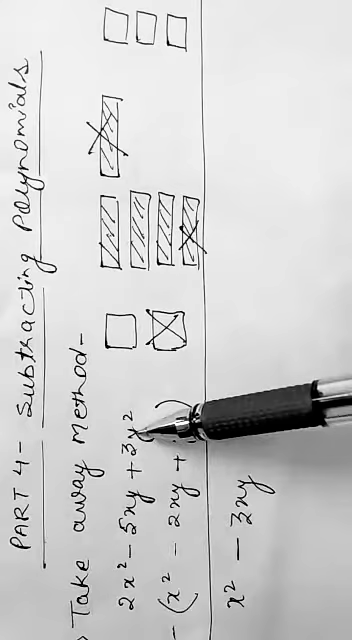 PART 4 - Subtracting Polynomials
Take away Method -
2x² - 5xy + 3y²
- (x² - 2xy + )
x² - 3xy